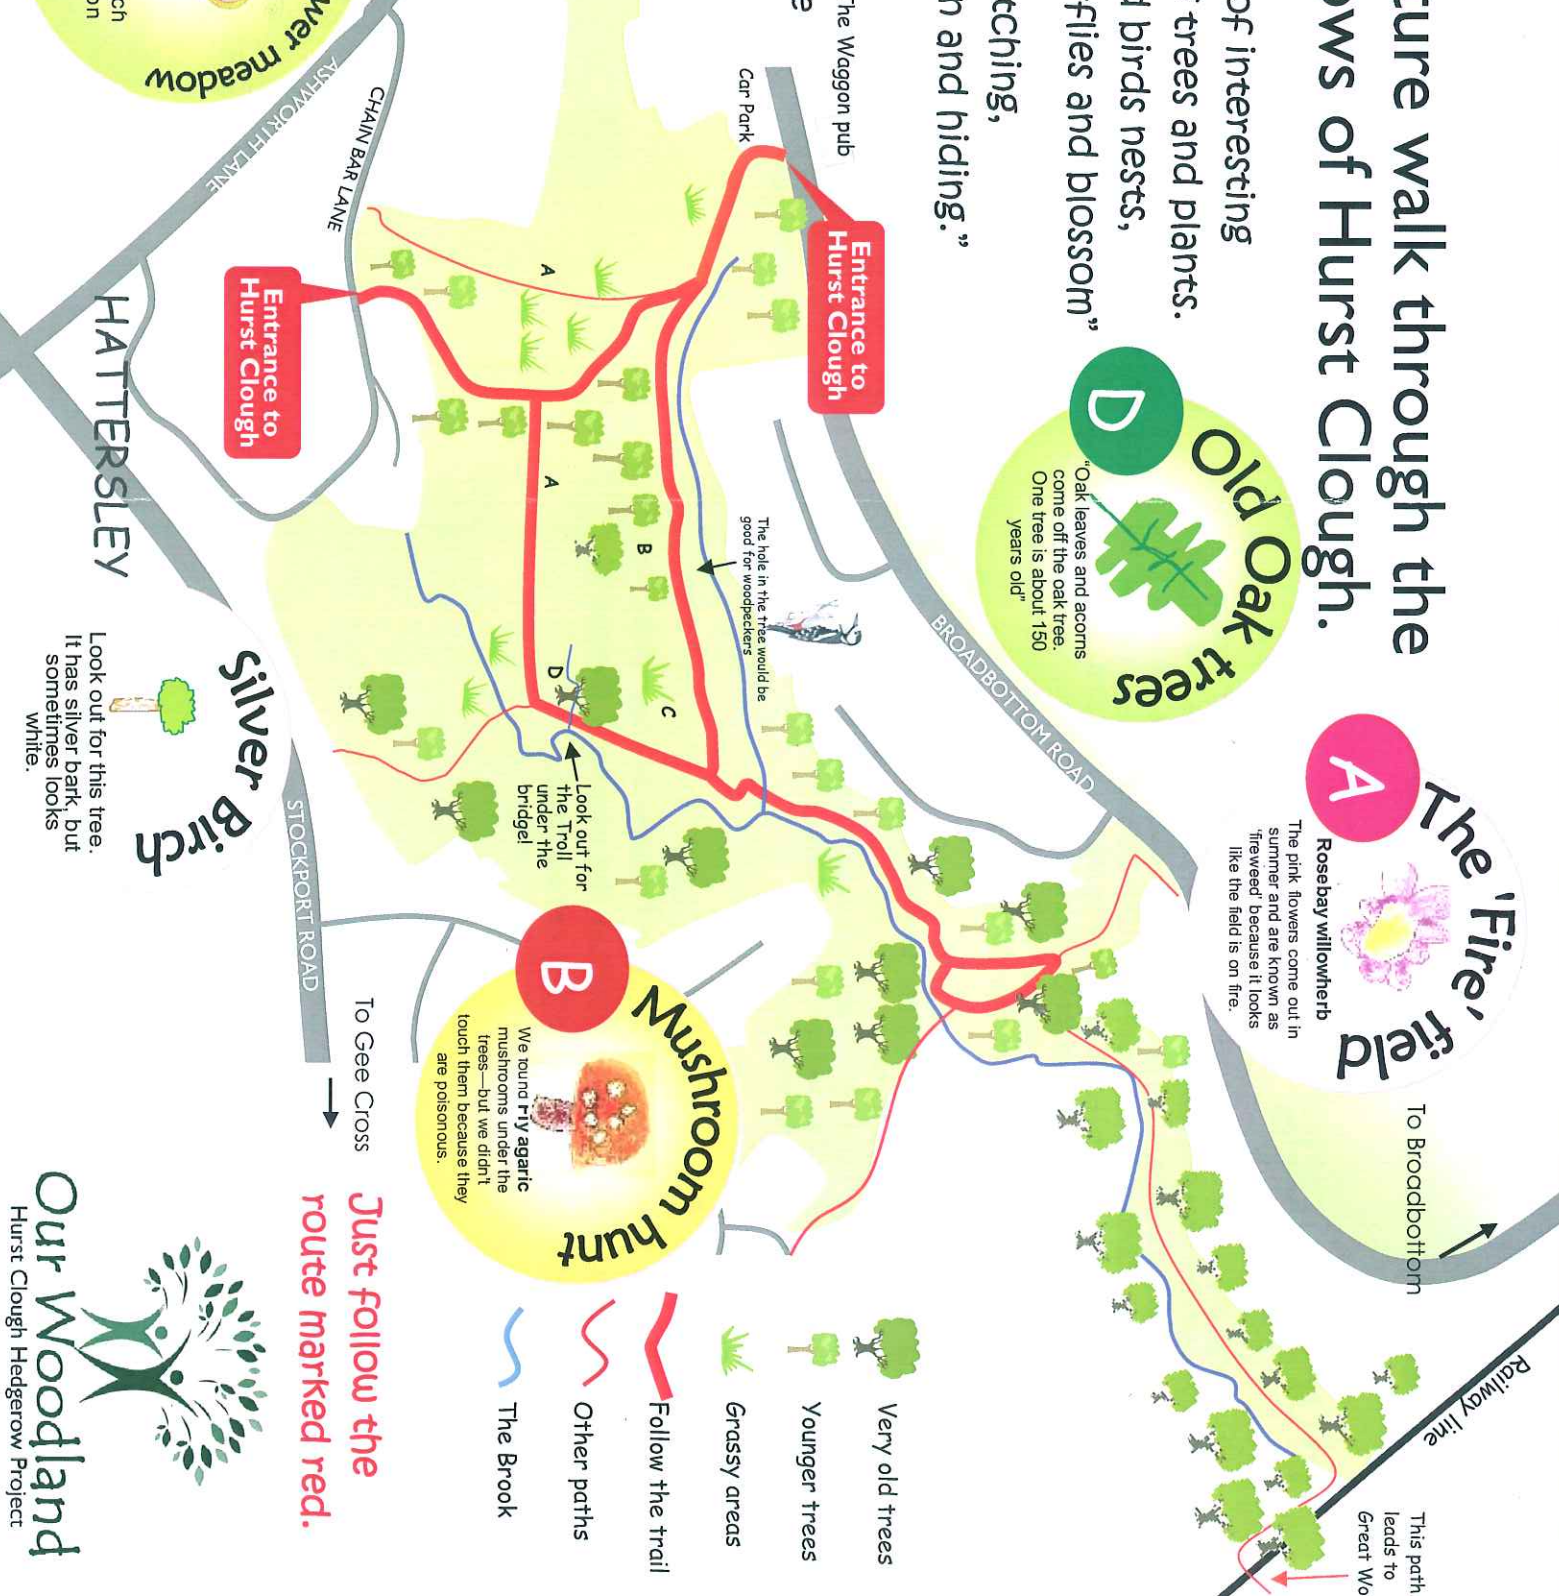 ture walk through the
ows of Hurst Clough.
of interesting
trees and plants.
d birds nests,
flies and blossom”
tching,
n and hiding.”
The 'Fire' field
A
Rosebay willowherb
The pink flowers come out in
summer and are known as
'fireweed' because it looks
like the field is on fire.
To Broadbottom
Railway line
This path
leads to
Great Wo
Old Oak trees
D
“Oak leaves and acorns
come off the oak tree.
One tree is about 150
years old”
BROADBOTTOM ROAD
The Waggon pub
Car Park
Entrance to
Hurst Clough
The hole in the tree would be
good for woodpeckers
A
A
B
C
D
Look out for
the Troll
under the
bridge!
CHAIN BAR LANE
ASHWORTH LANE
Entrance to
Hurst Clough
HATTERSLEY
STOCKPORT ROAD
To Gee Cross
wer meadow
ch
on
Silver Birch
Look out for this tree.
It has silver bark, but
sometimes looks
white.
Mushroom hunt
B
We found Fly agaric
mushrooms under the
trees—but we didn't
touch them because they
are poisonous.
Very old trees
Younger trees
Grassy areas
Follow the trail
Other paths
The Brook
Just follow the
route marked red.
Our Woodland
Hurst Clough Hedgerow Project